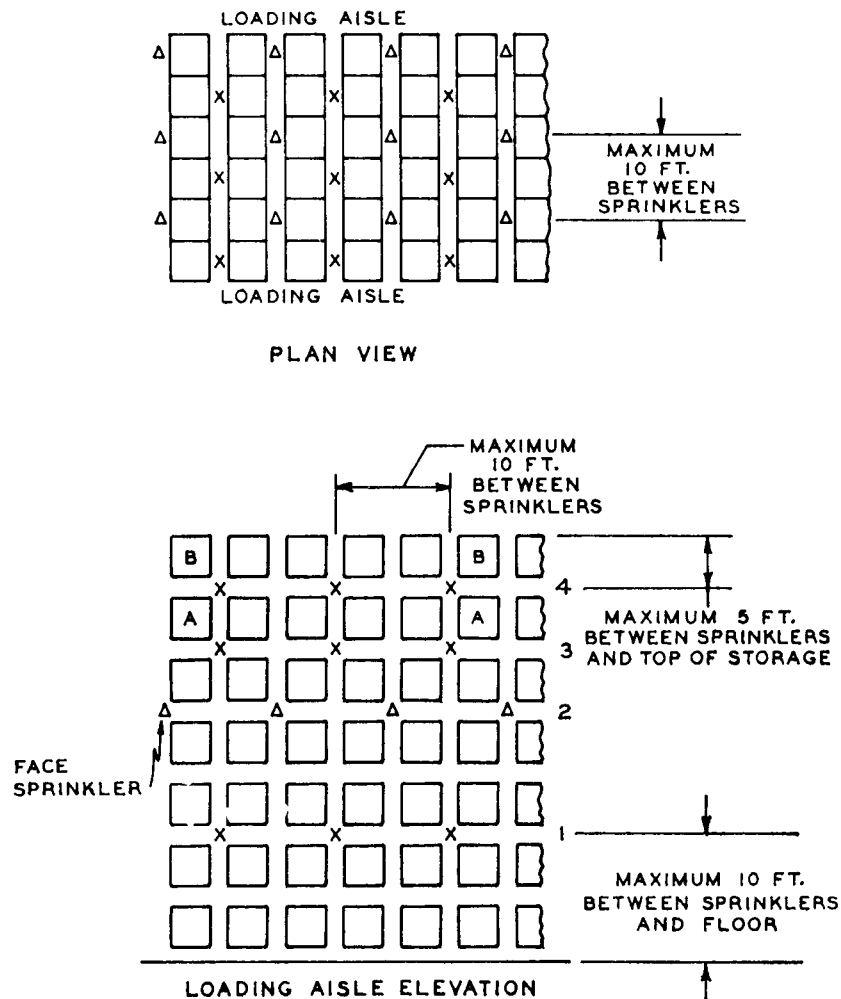 LOADING AISLE
Δ Δ Δ Δ
X X X
Δ Δ Δ Δ
X X X
Δ Δ Δ Δ
X X X
MAXIMUM
10 FT.
BETWEEN
SPRINKLERS
LOADING AISLE
PLAN VIEW
MAXIMUM
10 FT.
BETWEEN
SPRINKLERS
B B
X X X 4
A A
MAXIMUM 5 FT.
BETWEEN SPRINKLERS
AND TOP OF STORAGE
X X X 3
Δ Δ Δ Δ 2
FACE
SPRINKLER
X X X 1
MAXIMUM 10 FT.
BETWEEN SPRINKLERS
AND FLOOR
LOADING AISLE ELEVATION